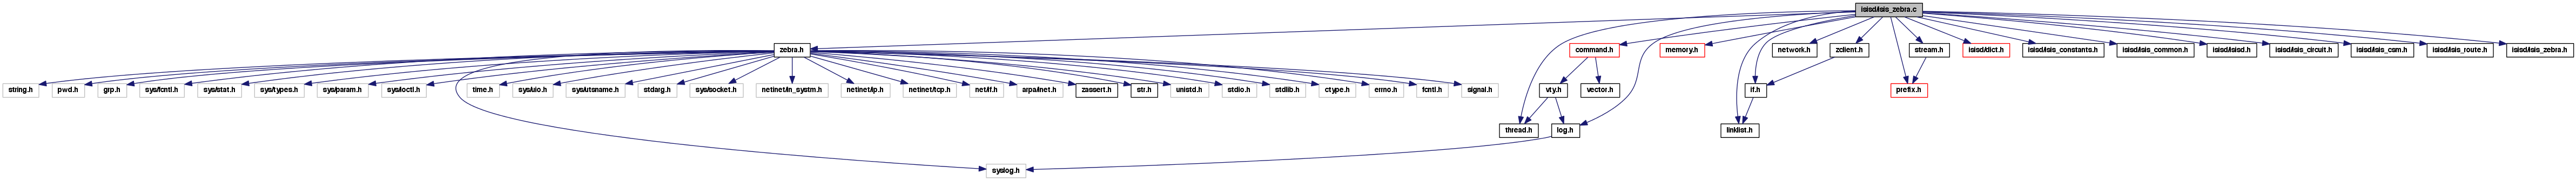 isisd/isis_zebra.c
zebra.h
command.h
memory.h
network.h
zclient.h
stream.h
isisd/dict.h
isisd/isis_constants.h
isisd/isis_common.h
isisd/isisd.h
isisd/isis_circuit.h
isisd/isis_csm.h
isisd/isis_route.h
isisd/isis_zebra.h
string.h
pwd.h
grp.h
sys/fcntl.h
sys/stat.h
sys/types.h
sys/param.h
sys/ioctl.h
time.h
sys/uio.h
sys/utsname.h
stdarg.h
sys/socket.h
netinet/in_systm.h
netinet/ip.h
netinet/tcp.h
net/if.h
arpa/inet.h
zassert.h
str.h
unistd.h
stdio.h
stdlib.h
ctype.h
errno.h
fcntl.h
signal.h
vty.h
vector.h
if.h
prefix.h
thread.h
log.h
linklist.h
syslog.h